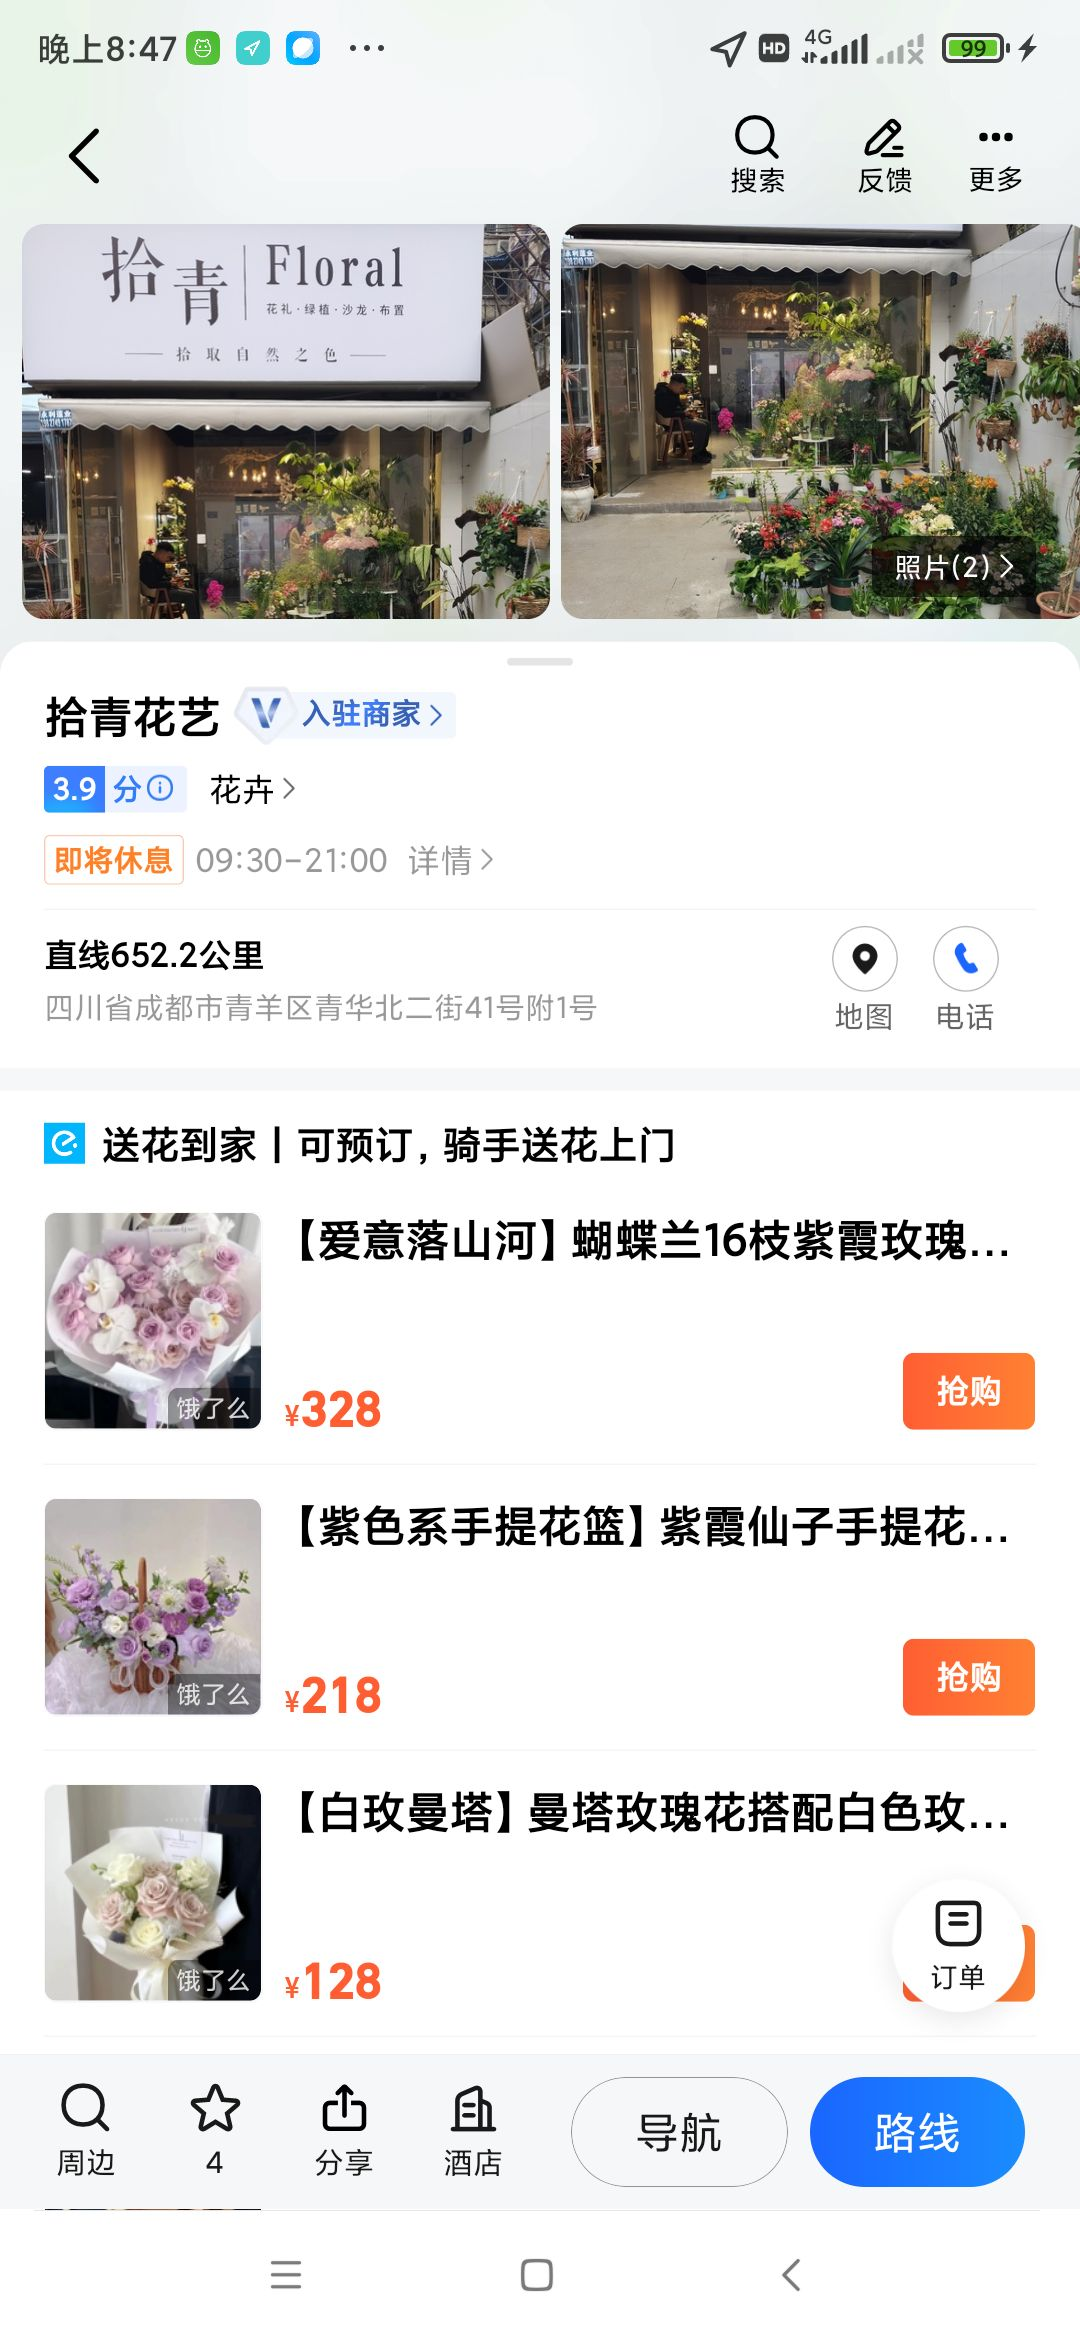 晚上8:47
HD 4G 99
搜索 反馈 更多
拾青 Floral
花礼·绿植·沙龙·布置
拾取自然之色
照片(2)
拾青花艺 入驻商家
3.9分 花卉
即将休息 09:30-21:00 详情
直线652.2公里
四川省成都市青羊区青华北二街41号附1号
地图 电话
送花到家 | 可预订, 骑手送花上门
【爱意落山河】蝴蝶兰16枝紫霞玫瑰...
饿了么
¥328
抢购
【紫色系手提花篮】紫霞仙子手提花...
饿了么
¥218
抢购
【白玫曼塔】曼塔玫瑰花搭配白色玫...
饿了么
¥128
订单
周边 4 分享 酒店 导航 路线